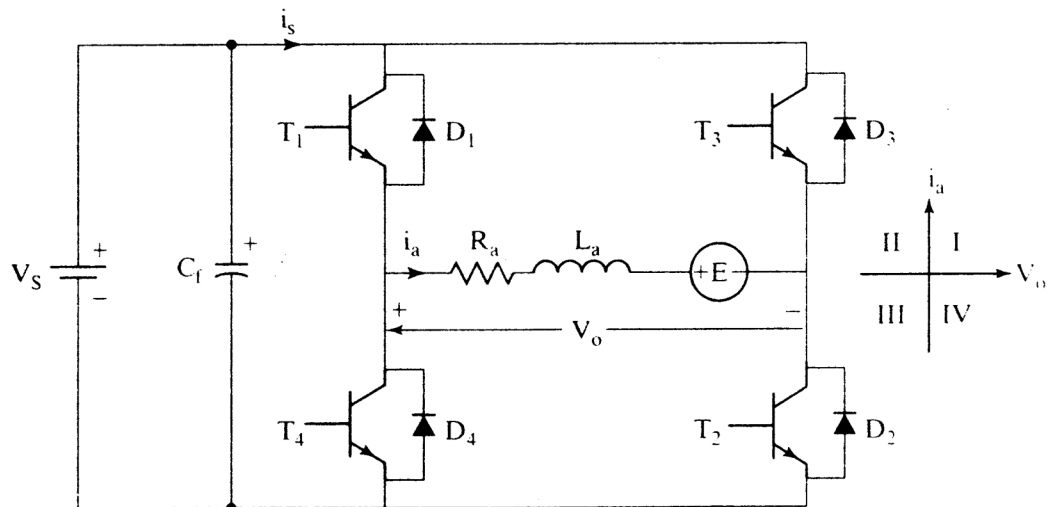 i_s
T_1
D_1
T_3
D_3
i_a
V_S
+
−
C_f
+
i_a
R_a
L_a
+E−
II
I
V_o
III
IV
+
V_o
−
T_4
D_4
T_2
D_2